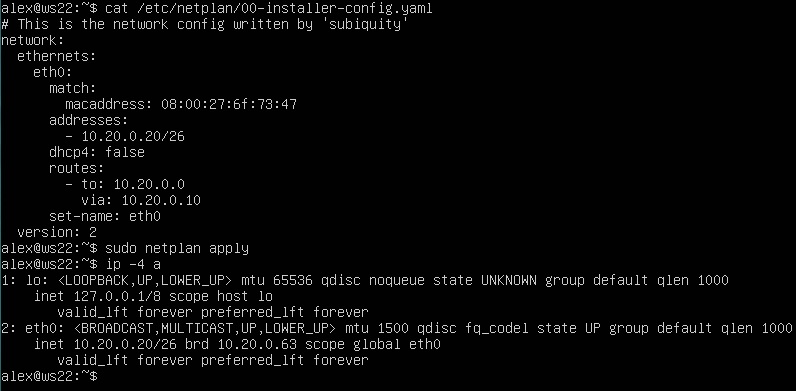 alex@ws22:~$ cat /etc/netplan/00-installer-config.yaml
# This is the network config written by 'subiquity'
network:
  ethernets:
    eth0:
      match:
        macaddress: 08:00:27:6f:73:47
      addresses:
        - 10.20.0.20/26
      dhcp4: false
      routes:
        - to: 10.20.0.0
          via: 10.20.0.10
      set-name: eth0
  version: 2
alex@ws22:~$ sudo netplan apply
alex@ws22:~$ ip -4 a
1: lo: <LOOPBACK,UP,LOWER_UP> mtu 65536 qdisc noqueue state UNKNOWN group default qlen 1000
    inet 127.0.0.1/8 scope host lo
       valid_lft forever preferred_lft forever
2: eth0: <BROADCAST,MULTICAST,UP,LOWER_UP> mtu 1500 qdisc fq_codel state UP group default qlen 1000
    inet 10.20.0.20/26 brd 10.20.0.63 scope global eth0
       valid_lft forever preferred_lft forever
alex@ws22:~$